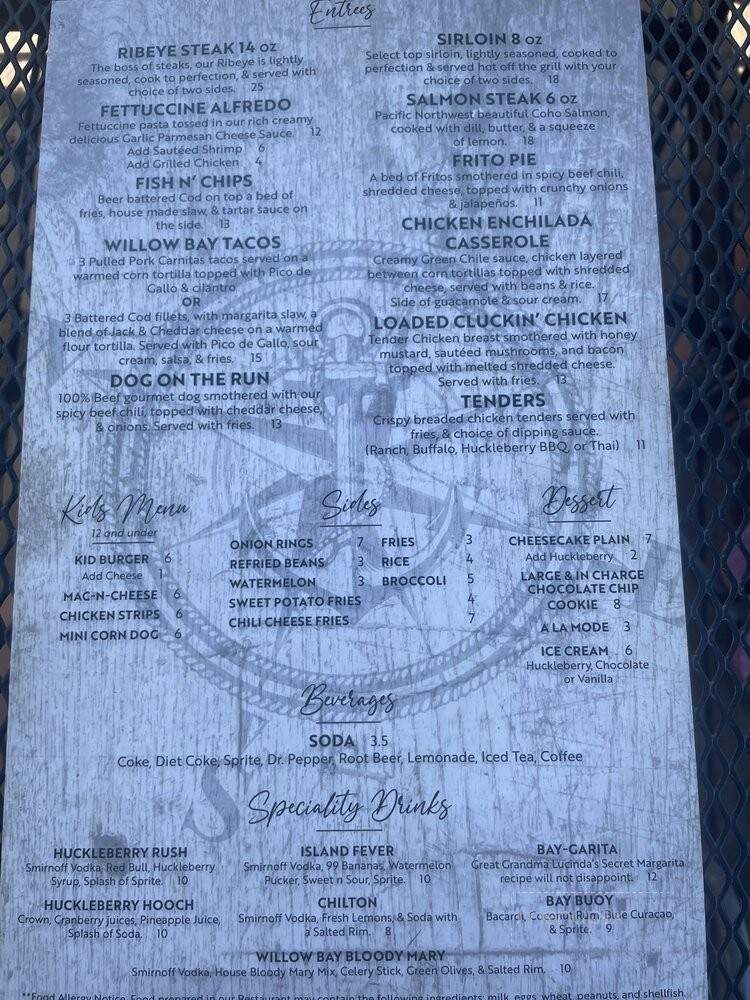 Entrees
RIBEYE STEAK 14 oz
The boss of steaks, our Ribeye is lightly
seasoned, cook to perfection, & served with
choice of two sides. 25
FETTUCCINE ALFREDO
Fettuccine pasta tossed in our rich creamy
delicious Garlic Parmesan Cheese Sauce. 12
Add Sautéed Shrimp 6
Add Grilled Chicken 4
FISH N' CHIPS
Beer battered Cod on top a bed of
fries, house made slaw, & tartar sauce on
the side. 13
WILLOW BAY TACOS
3 Pulled Pork Carnitas tacos served on a
warmed corn tortilla topped with Pico de
Gallo & cilantro
OR
3 Battered Cod fillets, with margarita slaw, a
blend of Jack & Cheddar cheese on a warmed
flour tortilla. Served with Pico de Gallo, sour
cream, salsa, & fries. 15
DOG ON THE RUN
100% Beef gourmet dog smothered with our
spicy beef chili, topped with cheddar cheese,
& onions. Served with fries. 13
SIRLOIN 8 oz
Select top sirloin, lightly seasoned, cooked to
perfection & served hot off the grill with your
choice of two sides. 18
SALMON STEAK 6 oz
Pacific Northwest beautiful Coho Salmon,
cooked with dill, butter, & a squeeze
of lemon. 18
FRITO PIE
A bed of Fritos smothered in spicy beef chili,
shredded cheese, topped with crunchy onions
& jalapeños. 11
CHICKEN ENCHILADA
CASSEROLE
Creamy Green Chile sauce, chicken layered
between corn tortillas topped with shredded
cheese, served with beans & rice.
Side of guacamole & sour cream. 17
LOADED CLUCKIN' CHICKEN
Tender Chicken breast smothered with honey
mustard, sautéed mushrooms, and bacon
topped with melted shredded cheese.
Served with fries. 13
TENDERS
Crispy breaded chicken tenders served with
fries, & choice of dipping sauce.
(Ranch, Buffalo, Huckleberry BBQ, or Thai) 11
Kids Menu
12 and under
KID BURGER 6
Add Cheese 1
MAC-N-CHEESE 6
CHICKEN STRIPS 6
MINI CORN DOG 6
Sides
ONION RINGS 7 FRIES 3
REFRIED BEANS 3 RICE 4
WATERMELON 3 BROCCOLI 5
SWEET POTATO FRIES 4
CHILI CHEESE FRIES 7
Dessert
CHEESECAKE PLAIN 7
Add Huckleberry 2
LARGE & IN CHARGE
CHOCOLATE CHIP
COOKIE 8
A LA MODE 3
ICE CREAM 6
Huckleberry, Chocolate
or Vanilla
Beverages
SODA 3.5
Coke, Diet Coke, Sprite, Dr. Pepper, Root Beer, Lemonade, Iced Tea, Coffee
Speciality Drinks
HUCKLEBERRY RUSH
Smirnoff Vodka, Red Bull, Huckleberry
Syrup, Splash of Sprite. 10
ISLAND FEVER
Smirnoff Vodka, 99 Bananas, Watermelon
Pucker, Sweet n Sour, Sprite. 10
BAY-GARITA
Great Grandma Lucinda's Secret Margarita
recipe will not disappoint. 12
HUCKLEBERRY HOOCH
Crown, Cranberry juices, Pineapple Juice,
Splash of Soda. 10
CHILTON
Smirnoff Vodka, Fresh Lemons, & Soda with
a Salted Rim. 8
BAY BUOY
Bacardi, Coconut Rum, Blue Curacao,
& Sprite. 9
WILLOW BAY BLOODY MARY
Smirnoff Vodka, House Bloody Mary Mix, Celery Stick, Green Olives, & Salted Rim. 10
**Food Allergy Notice. Food prepared in our Restaurant may contain the following ingredients: milk, eggs, wheat, peanuts, and shellfish.